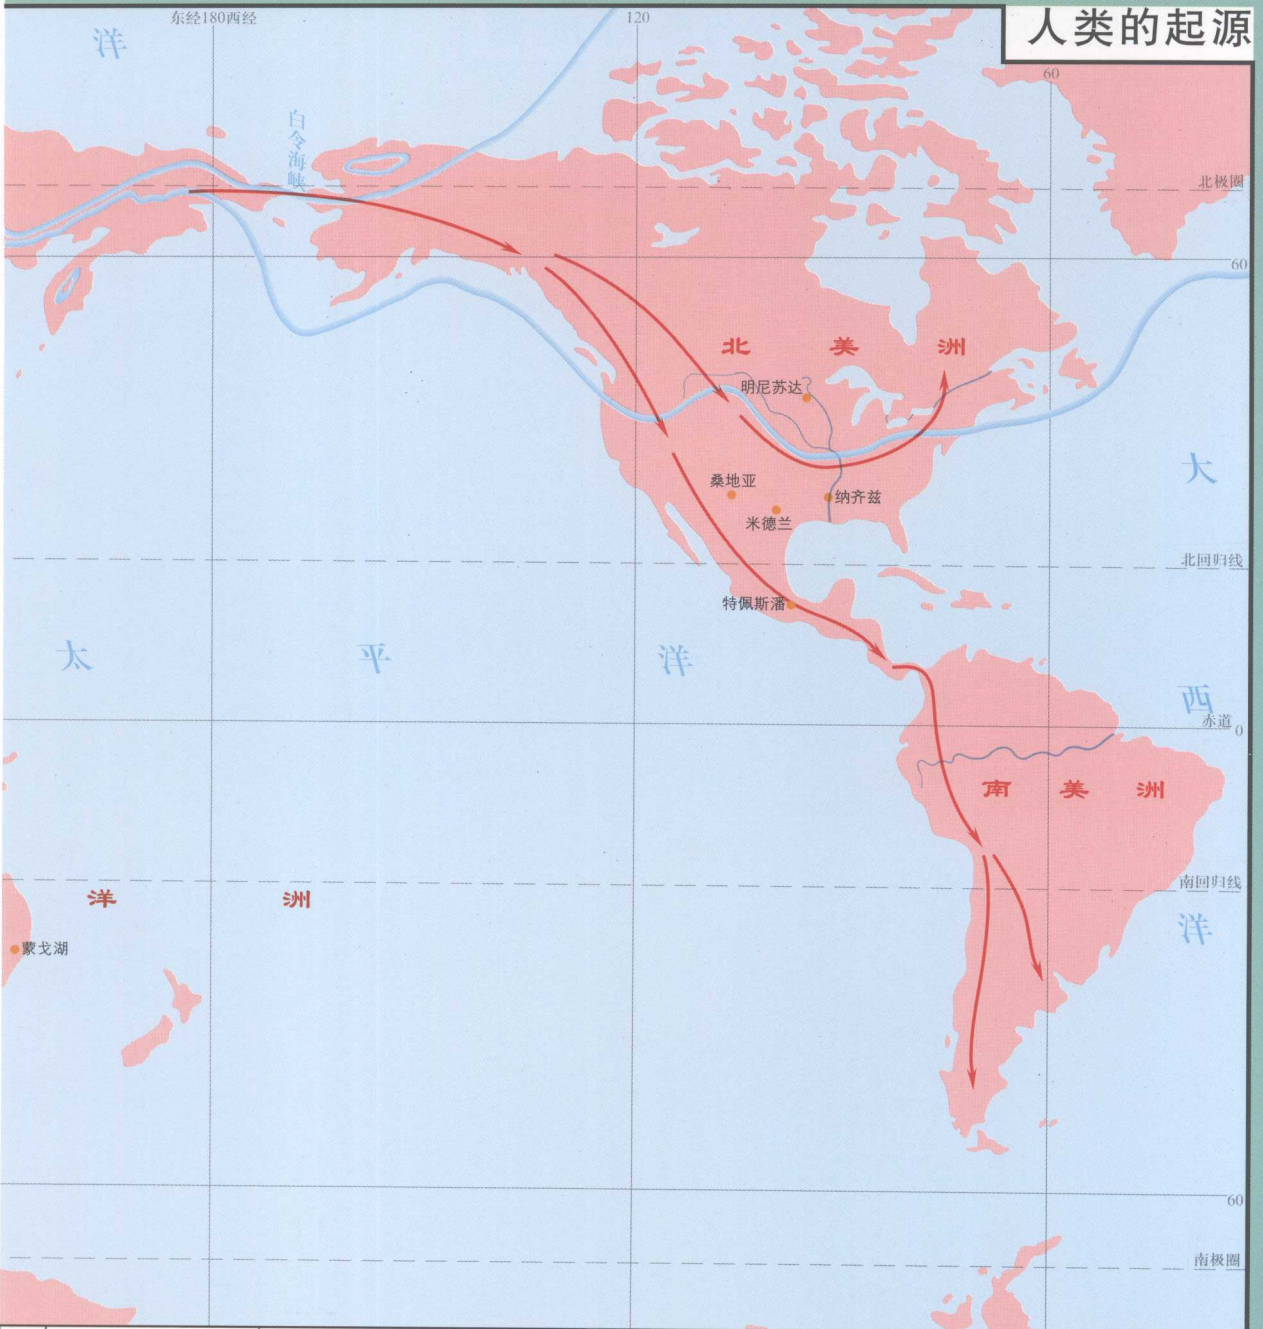 人类的起源
东经180西经
120
60
洋
白令海峡
北极圈
60
北 美 洲
明尼苏达
大
桑地亚
纳齐兹
米德兰
北回归线
特佩斯潘
太 平 洋
西
赤道
0
南 美 洲
南回归线
洋 洲
洋
蒙戈湖
60
南极圈